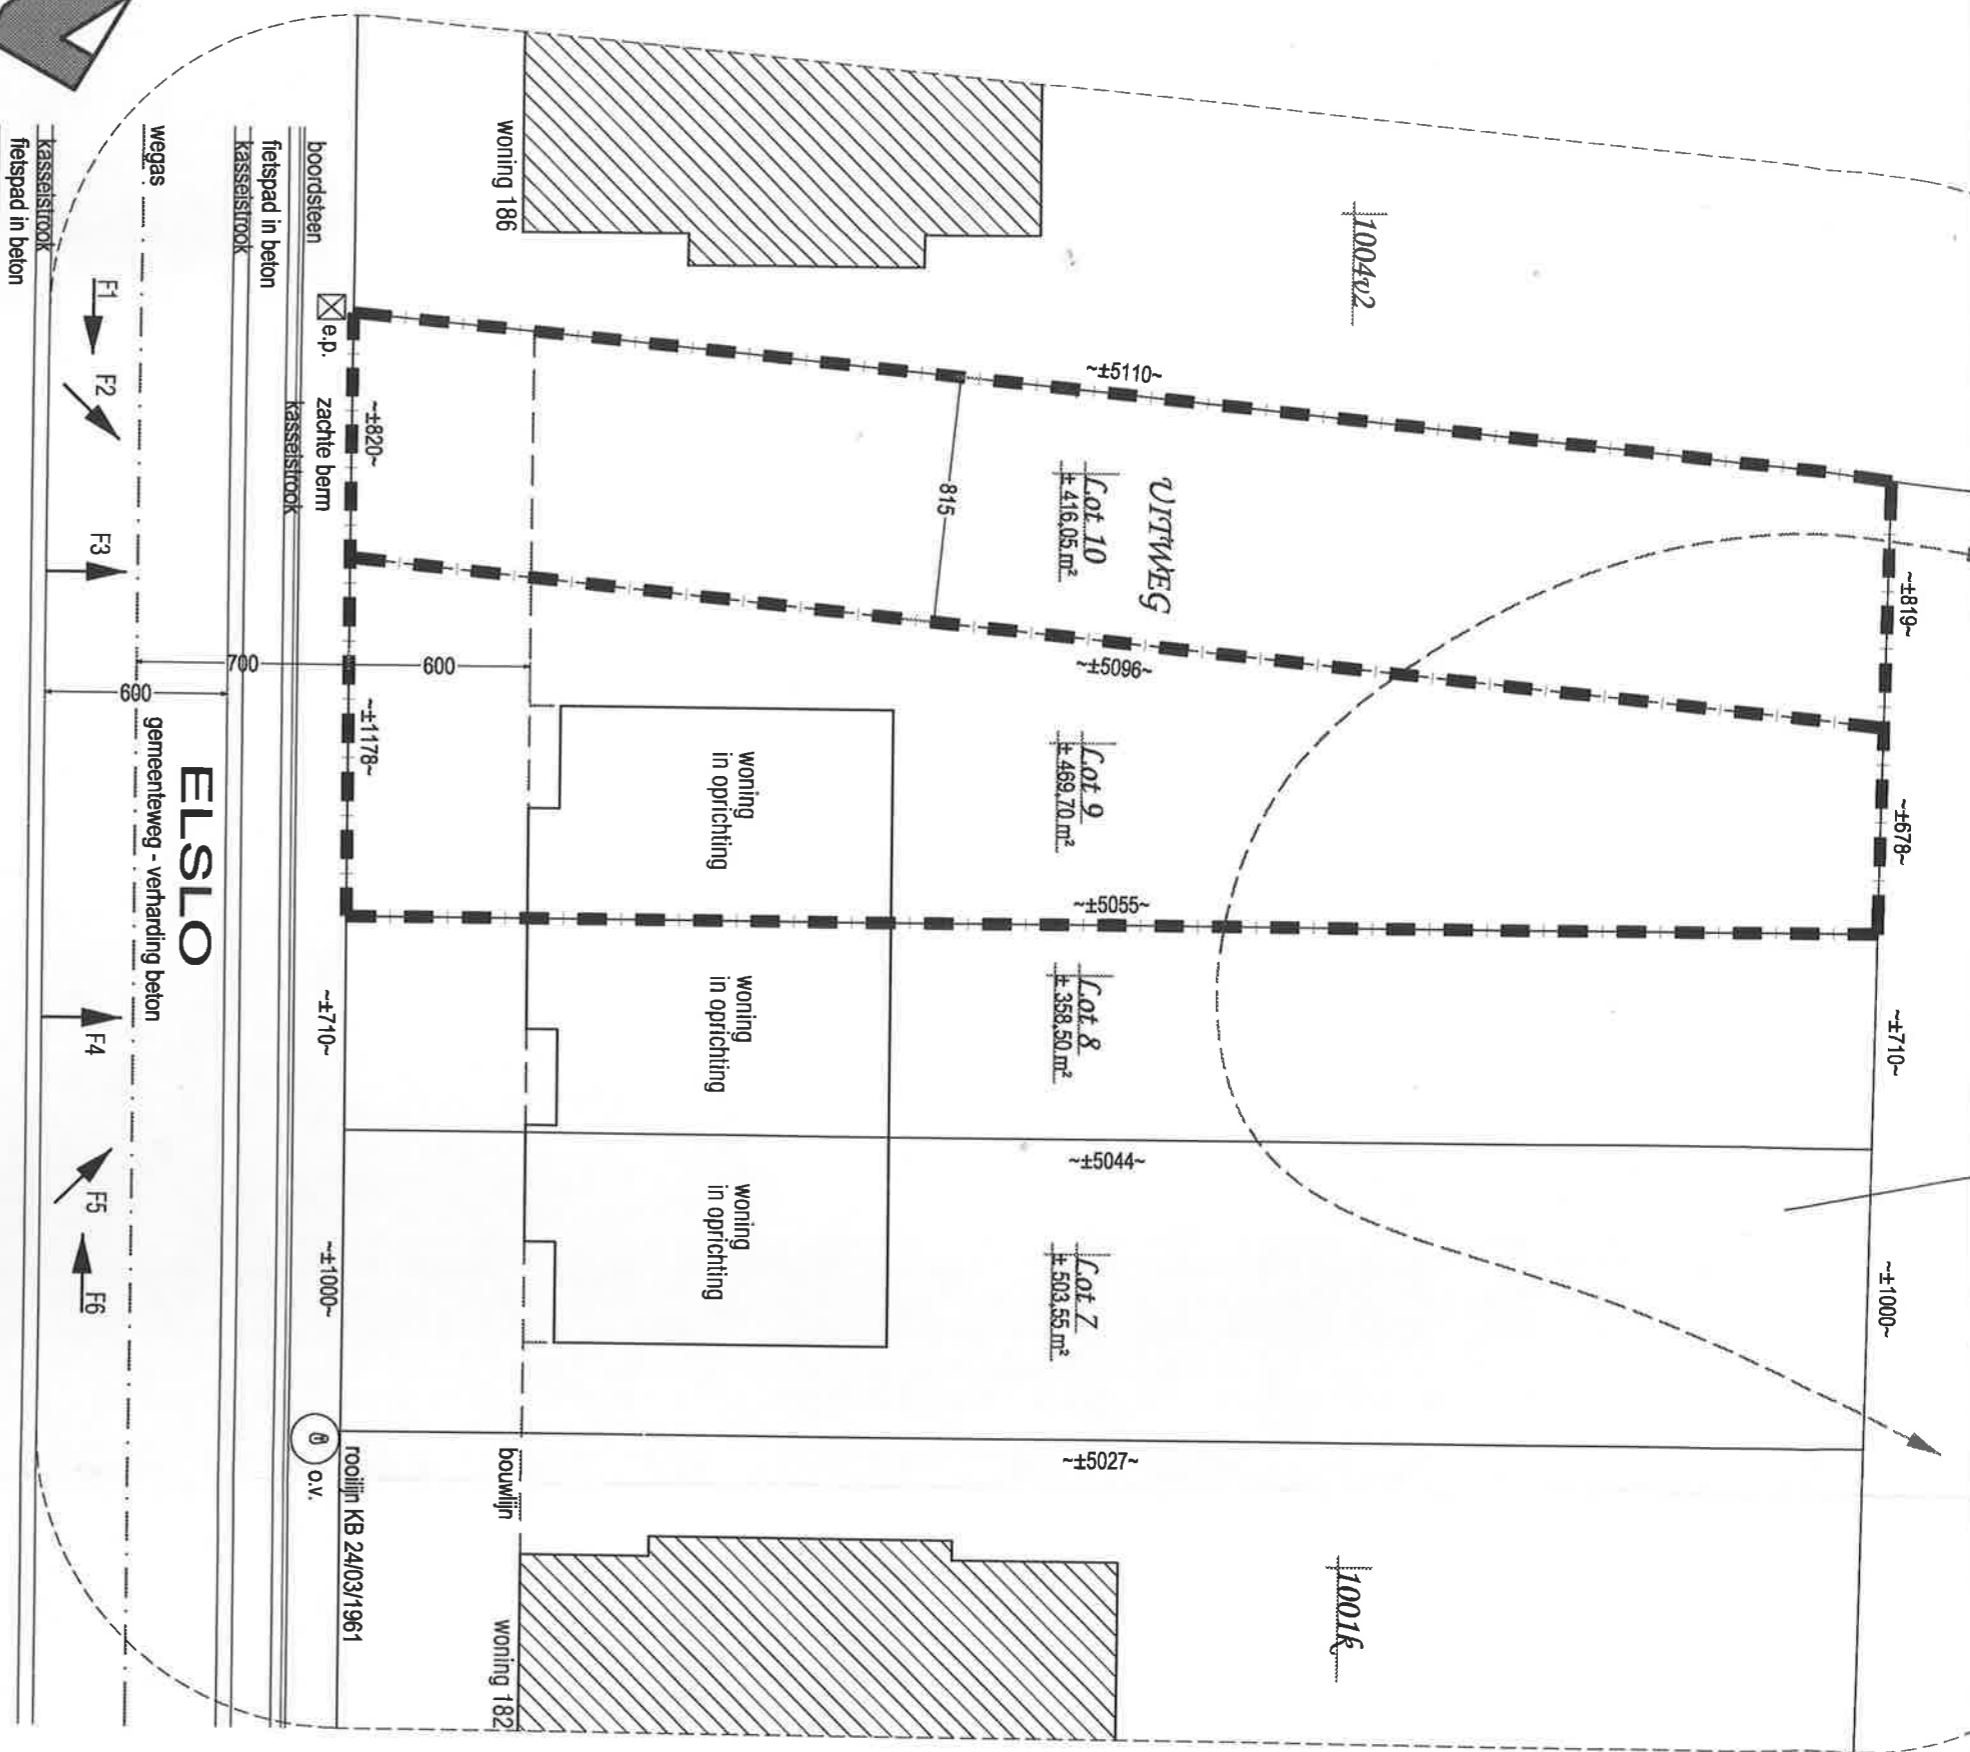 1004v2
woning 186
boordsteen
fietspad in beton
kasseistrook
wegas
kasseistrook
fietspad in beton
F1
F2
F3
F4
F5
F6
e.p.
zachte berm
kasseistrook
~±820~
~±5110~
815
UITWEG
Lot 10
± 416,05 m²
~±819~
~±5096~
700
600
600
~±1178~
gemeenteweg - verharding beton
ELSLO
woning
in oprichting
Lot 9
± 469,70 m²
~±678~
~±5055~
~±710~
woning
in oprichting
Lot 8
± 358,50 m²
~±710~
~±5044~
~±1000~
woning
in oprichting
Lot 7
± 503,55 m²
~±1000~
~±5027~
o.v.
rooilijn KB 24/03/1961
bouwlijn
woning 182
1001k